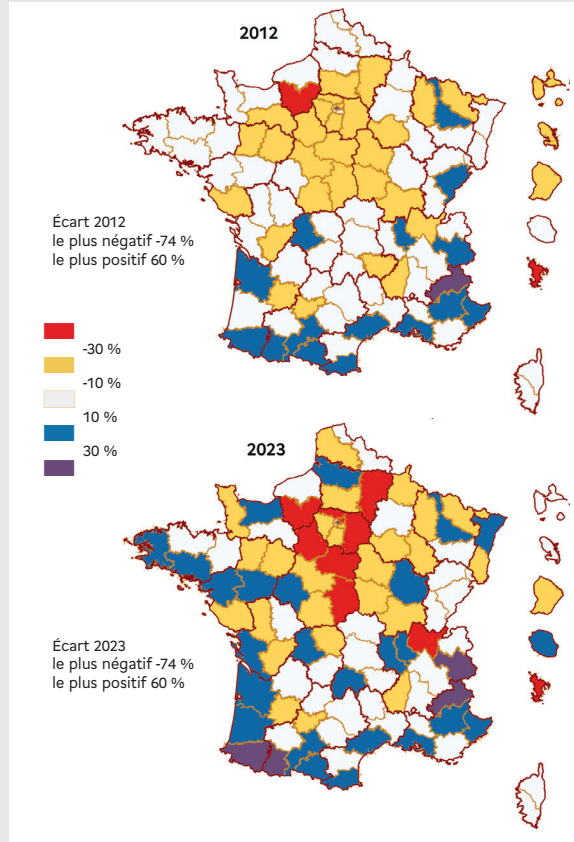 2012
Écart 2012
le plus négatif -74 %
le plus positif 60 %
-30 %
-10 %
10 %
30 %
2023
Écart 2023
le plus négatif -74 %
le plus positif 60 %